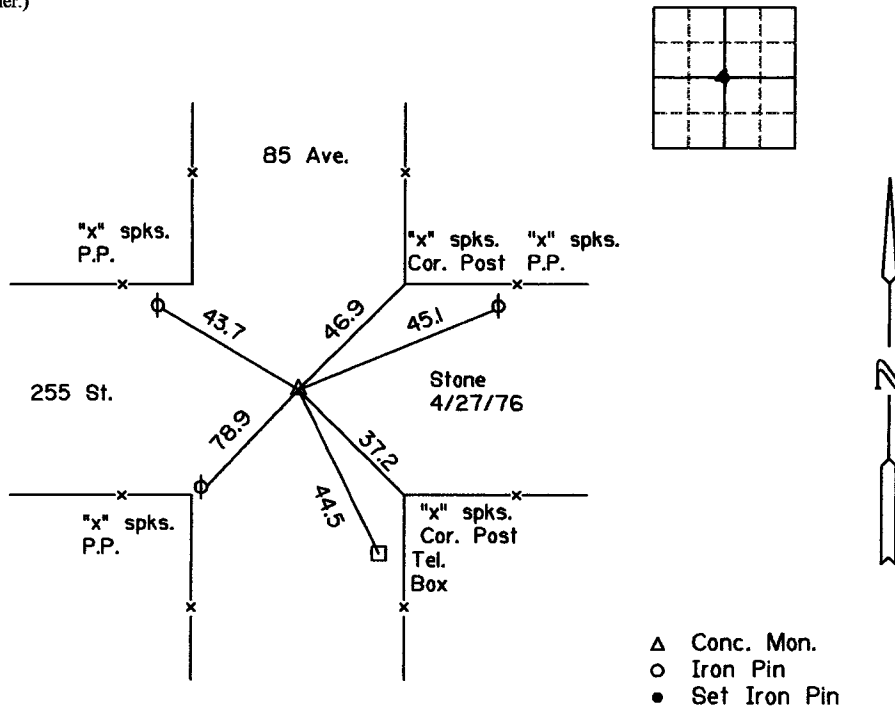 ner.)
85 Ave.
"x" spks.
P.P.
"x" spks.
Cor. Post
"x" spks.
P.P.
43.7
46.9
45.1
255 St.
Stone
4/27/76
78.9
37.2
44.5
"x" spks.
P.P.
"x" spks.
Cor. Post
Tel.
Box
N
Conc. Mon.
Iron Pin
Set Iron Pin